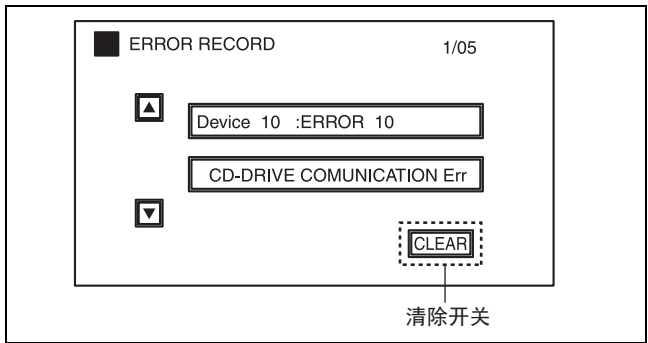 ERROR RECORD
1/05
▲
Device 10 :ERROR 10
CD-DRIVE COMUNICATION Err
▼
CLEAR
清除开关